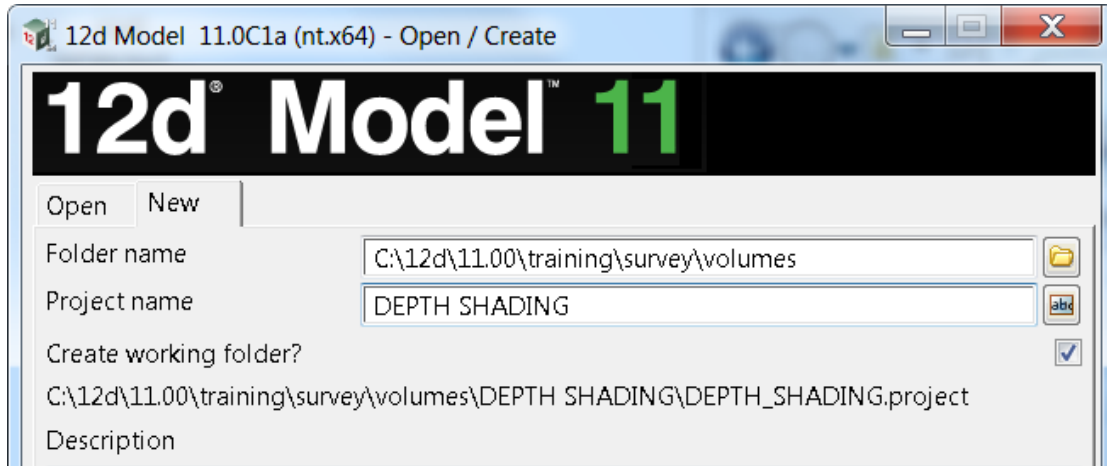 12d Model 11.0C1a (nt.x64) - Open / Create
12d® Model™ 11
Open New
Folder name C:\12d\11.00\training\survey\volumes
Project name DEPTH SHADING abc
Create working folder?
C:\12d\11.00\training\survey\volumes\DEPTH SHADING\DEPTH_SHADING.project
Description